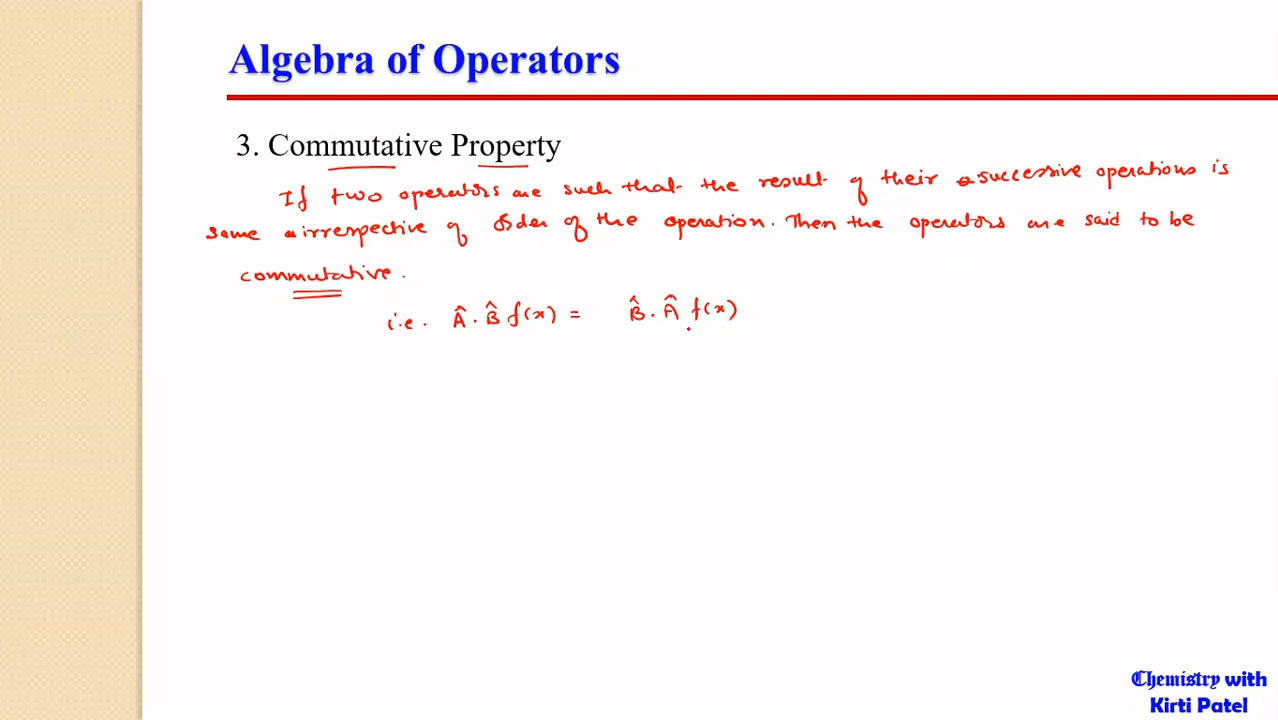 Algebra of Operators
3. Commutative Property
If two operators are such that the result of their successive operations is
same irrespective of order of the operation. Then the operators are said to be
commutative.
i.e. Â · B̂ f(x) = B̂ · Â f(x)
Chemistry with
Kirti Patel